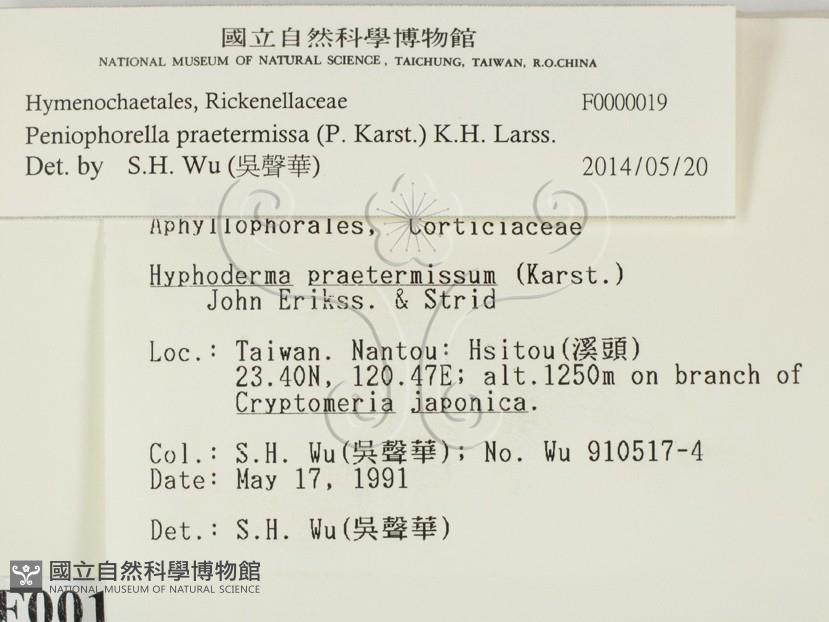 國立自然科學博物館
NATIONAL MUSEUM OF NATURAL SCIENCE, TAICHUNG, TAIWAN, R.O.CHINA
Hymenochaetales, Rickenellaceae F0000019
Peniophorella praetermissa (P. Karst.) K.H. Larss.
Det. by S.H. Wu (吳聲華) 2014/05/20
Aphyllophorales, Corticiaceae
Hyphoderma praetermissum (Karst.)
John Erikss. & Strid
Loc.: Taiwan. Nantou: Hsitou(溪頭)
23.40N, 120.47E; alt.1250m on branch of
Cryptomeria japonica.
Col.: S.H. Wu(吳聲華); No. Wu 910517-4
Date: May 17, 1991
Det.: S.H. Wu(吳聲華)
國立自然科學博物館
NATIONAL MUSEUM OF NATURAL SCIENCE
F001